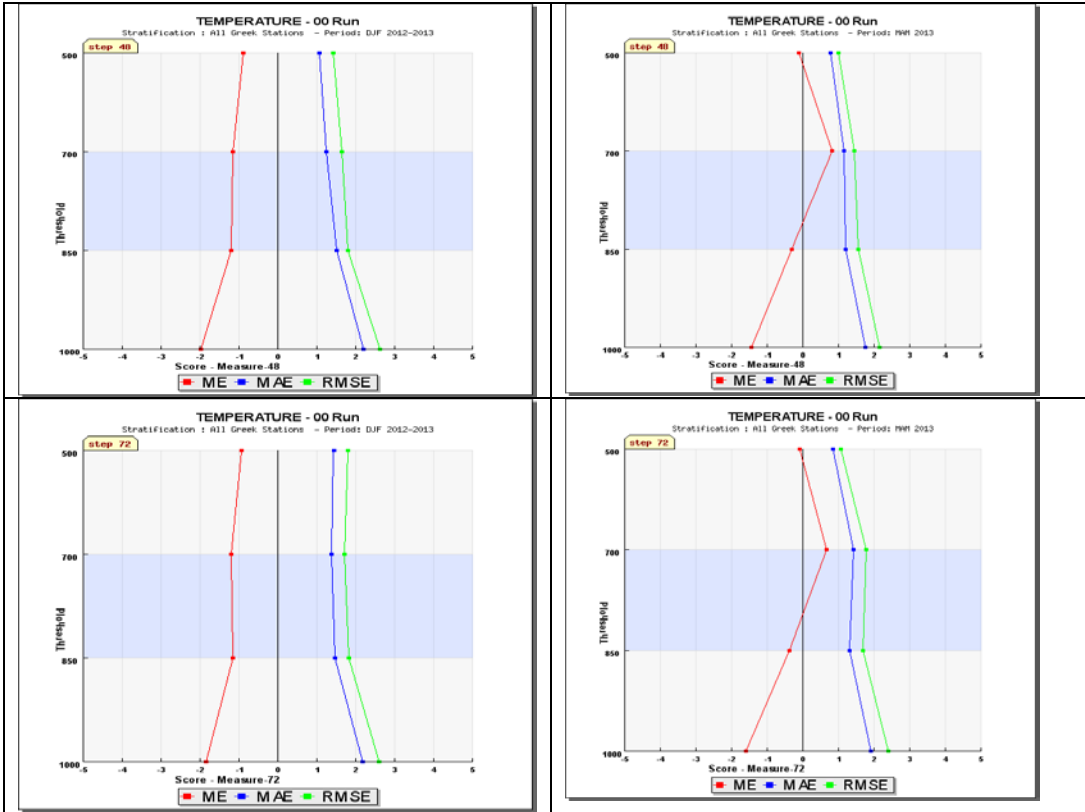 TEMPERATURE - 00 Run
Stratification : All Greek Stations - Period: DJF 2012-2013
step 48
500
700
Threshold
850
1000
-5 -4 -3 -2 -1 0 1 2 3 4 5
Score - Measure-48
ME MAE RMSE
TEMPERATURE - 00 Run
Stratification : All Greek Stations - Period: MAM 2013
step 48
500
700
Threshold
850
1000
-5 -4 -3 -2 -1 0 1 2 3 4 5
Score - Measure-48
ME MAE RMSE
TEMPERATURE - 00 Run
Stratification : All Greek Stations - Period: DJF 2012-2013
step 72
500
700
Threshold
850
1000
-5 -4 -3 -2 -1 0 1 2 3 4 5
Score - Measure-72
ME MAE RMSE
TEMPERATURE - 00 Run
Stratification : All Greek Stations - Period: MAM 2013
step 72
500
700
Threshold
850
1000
-5 -4 -3 -2 -1 0 1 2 3 4 5
Score - Measure-72
ME MAE RMSE